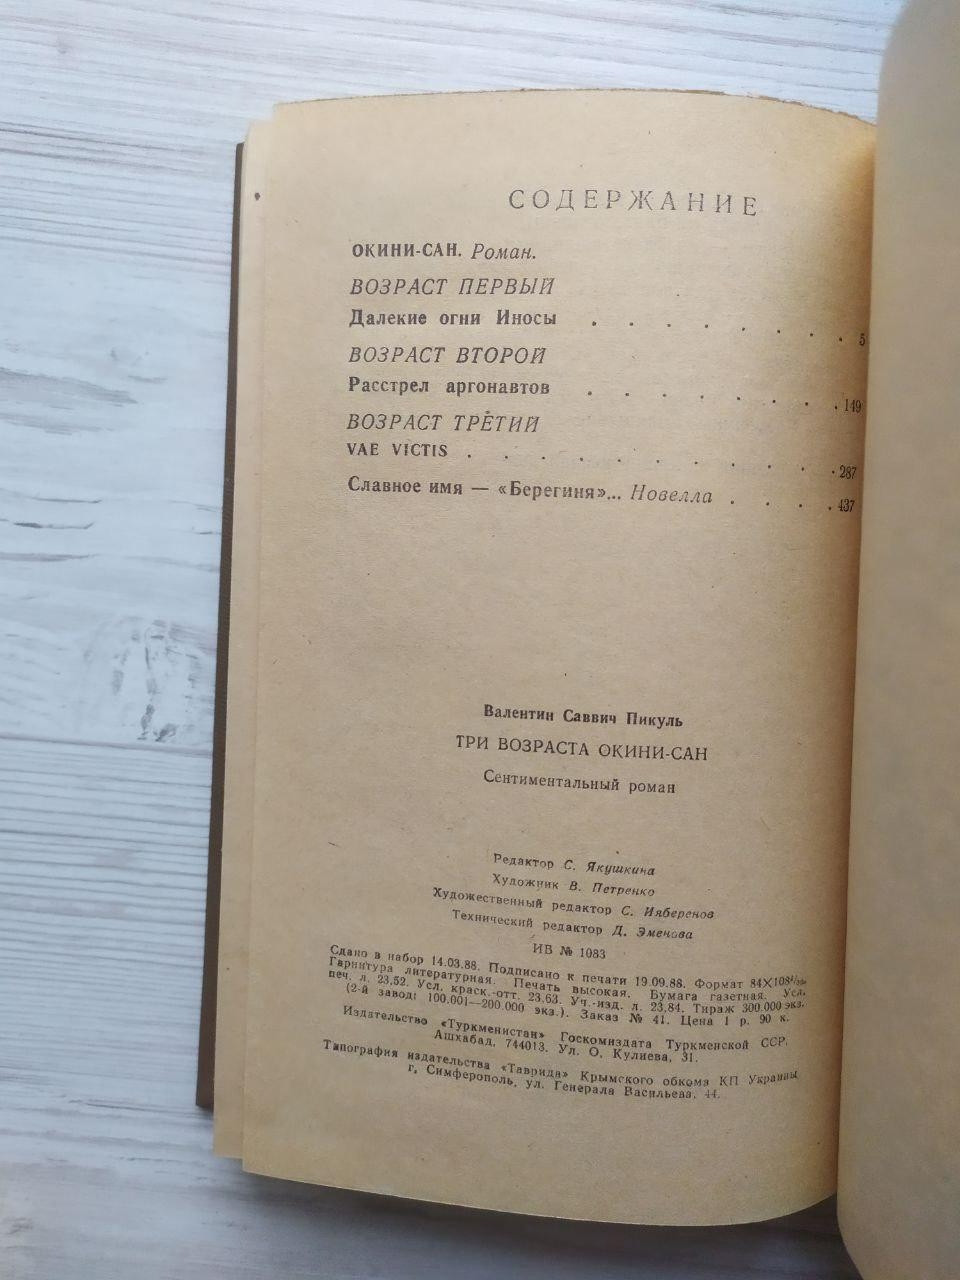 СОДЕРЖАНИЕ
ОКИНИ-САН. Роман.
ВОЗРАСТ ПЕРВЫЙ
Далекие огни Иносы . . . . . . . . 5
ВОЗРАСТ ВТОРОЙ
Расстрел аргонавтов . . . . . . . . 149
ВОЗРАСТ ТРЕТИЙ
VAE VICTIS . . . . . . . . . . . 287
Славное имя — «Берегиня»... Новелла . . . . 437
Валентин Саввич Пикуль
ТРИ ВОЗРАСТА ОКИНИ-САН
Сентиментальный роман
Редактор С. Якушкина
Художник В. Петренко
Художественный редактор С. Ияберенов
Технический редактор Д. Эменова
ИВ № 1083
Сдано в набор 14.03.88. Подписано к печати 19.09.88. Формат 84×108¹/₃₂.
Гарнитура литературная. Печать высокая. Бумага газетная. Усл.
печ. л. 23,52. Усл. краск.-отт. 23,63. Уч.-изд. л. 23,84. Тираж 300.000 экз.
(2-й завод: 100.001—200.000 экз.). Заказ № 41. Цена 1 р. 90 к.
Издательство «Туркменистан» Госкомиздата Туркменской ССР.
Ашхабад, 744013. Ул. О. Кулиева, 31.
Типография издательства «Таврида» Крымского обкома КП Украины
г. Симферополь, ул. Генерала Васильева, 44.